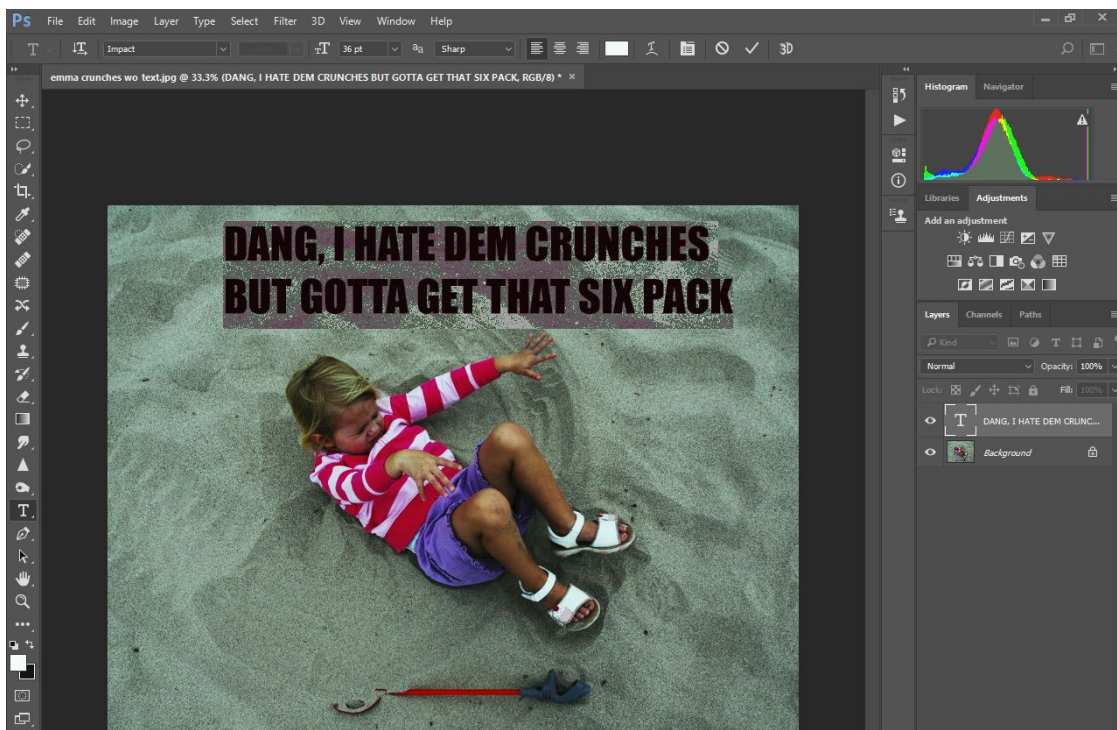 Ps File Edit Image Layer Type Select Filter 3D View Window Help
T Impact 36 pt aa Sharp 3D
emma crunches wo text.jpg @ 33.3% (DANG, I HATE DEM CRUNCHES BUT GOTTA GET THAT SIX PACK, RGB/8) * ×
Histogram Navigator
Libraries Adjustments
Add an adjustment
DANG, I HATE DEM CRUNCHES
BUT GOTTA GET THAT SIX PACK
Layers Channels Paths
Kind
Normal Opacity: 100%
Lock: Fill: 100%
T DANG, I HATE DEM CRUNC...
Background